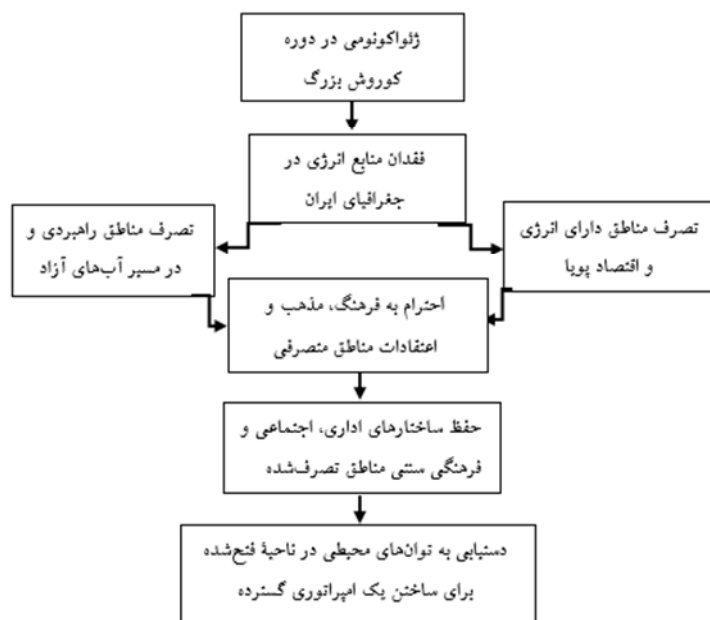 ژئواکونومی در دوره
کوروش بزرگ
فقدان منابع انرژی در
جغرافیای ایران
تصرف مناطق دارای انرژی
و اقتصاد پویا
تصرف مناطق راهبردی و
در مسیر آب‌های آزاد
احترام به فرهنگ، مذهب و
اعتقادات مناطق متصرفی
حفظ ساختارهای اداری، اجتماعی و
فرهنگی سنتی مناطق تصرف‌شده
دستیابی به توان‌های محیطی در ناحیۀ فتح‌شده
برای ساختن یک امپراتوری گسترده